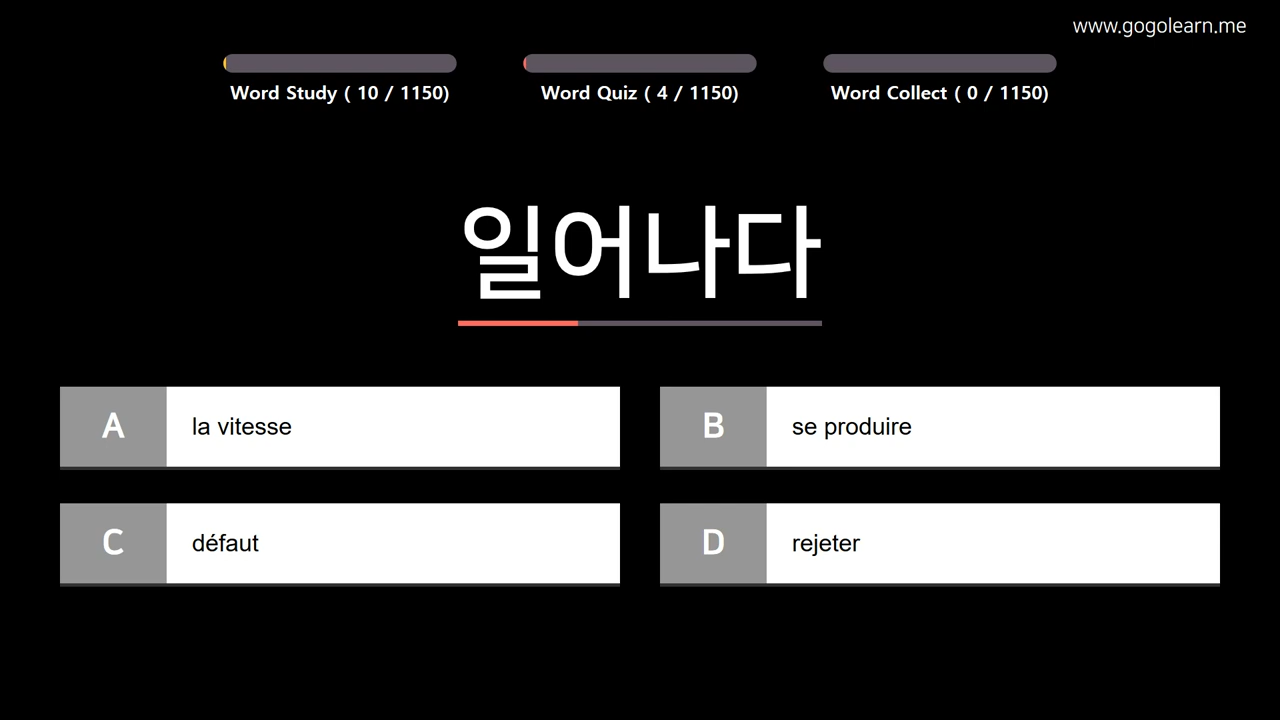 www.gogolearn.me
Word Study ( 10 / 1150)
Word Quiz ( 4 / 1150)
Word Collect ( 0 / 1150)
일어나다
A la vitesse
B se produire
C défaut
D rejeter